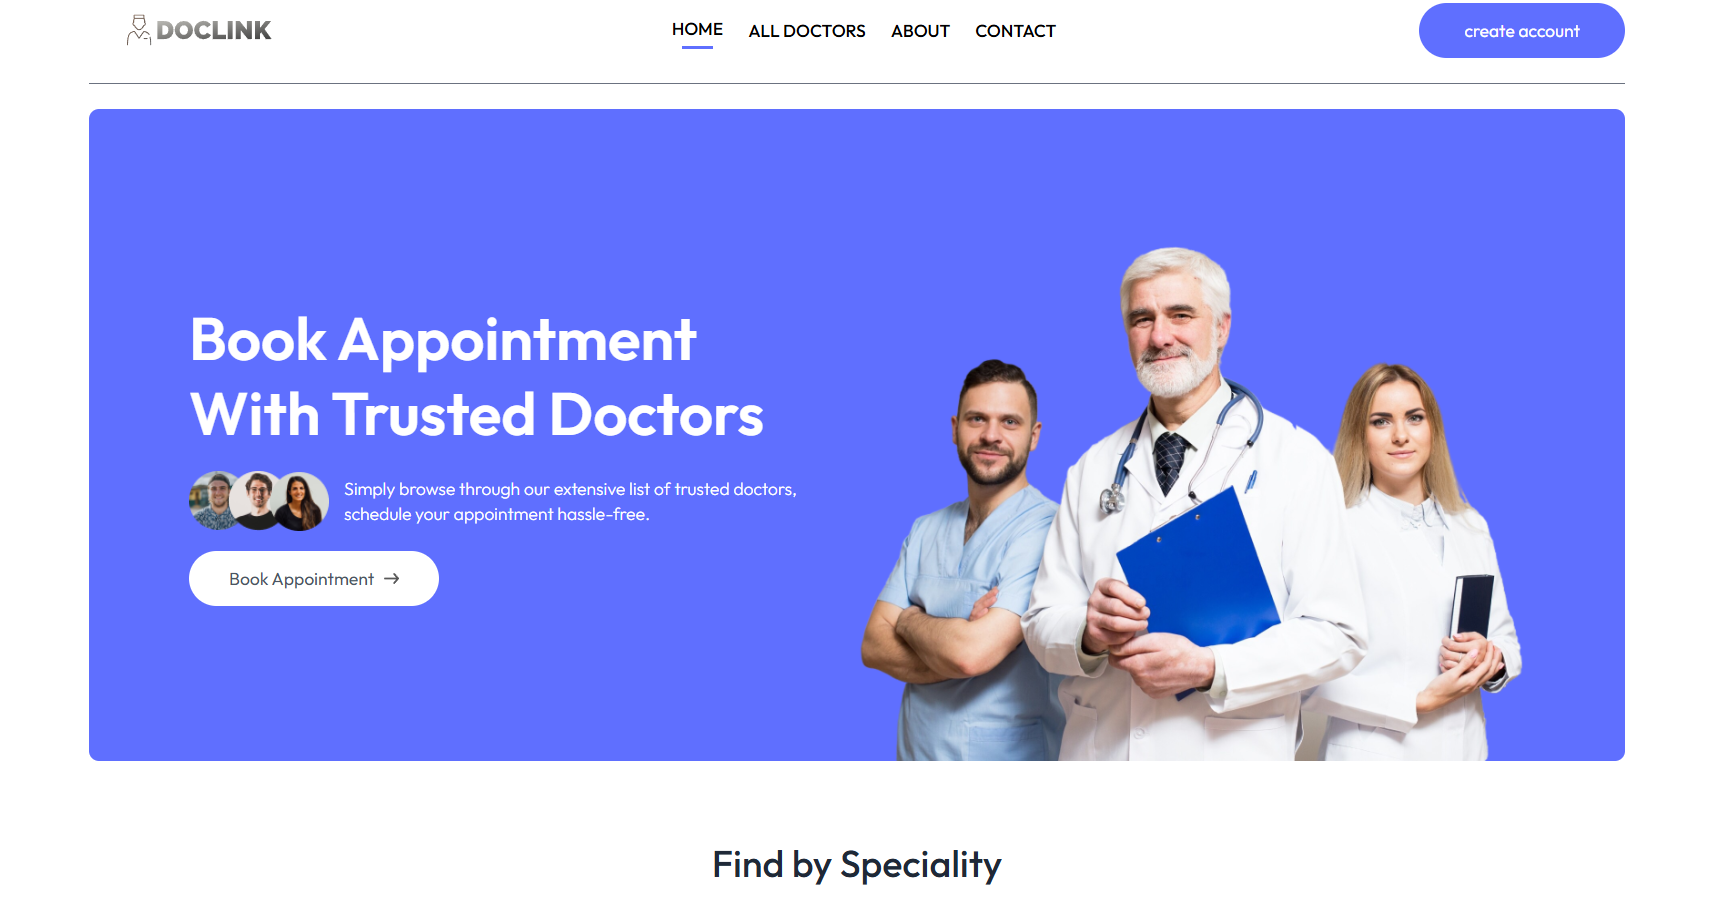 DOCLINK
HOME
ALL DOCTORS
ABOUT
CONTACT
create account
Book Appointment
With Trusted Doctors
Simply browse through our extensive list of trusted doctors,
schedule your appointment hassle-free.
Book Appointment →
Find by Speciality